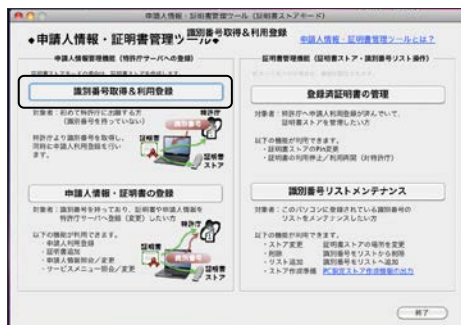 申請人情報・証明書管理ツール（証明書ストアモード）
◆申請人情報・証明書管理ツール◆
識別番号取得&利用登録
申請人情報・証明書管理ツールとは？
申請人情報管理機能（特許庁サーバへの登録）
識別番号取得&利用登録
対象者：初めて特許庁に出願する方
（識別番号を持っていない）
特許庁より識別番号を取得し、
同時に申請人利用登録を行い
ます。
特許庁
証明書
識別番号
証明書
ストア
申請人情報・証明書の登録
対象者：識別番号を持っており、証明書や申請人情報を
特許庁サーバへ登録（変更）したい方
以下の機能が利用できます。
・申請人利用登録
・証明書追加
・申請人情報照会／変更
・サービスメニュー照会／変更
特許庁
証明書
識別番号
証明書
ストア
証明書管理機能（証明書ストア・識別番号リスト操作）
登録済証明書の管理
対象者：特許庁へ申請人利用登録が済んでいて、
証明書ストアを管理したい方
以下の機能が利用できます。
・証明書ストアのPin変更
・証明書の利用停止／利用再開（対特許庁）
識別番号リストメンテナンス
対象者：このパソコンに登録されている識別番号の
リストをメンテナンスしたい方
以下の機能が利用できます。
・ストア変更 証明書ストアの場所を変更
・削除 識別番号をリストから削除
・リスト追加 識別番号をリストへ追加
・ストア作成準備 PC限定ストア作成情報の出力
終了